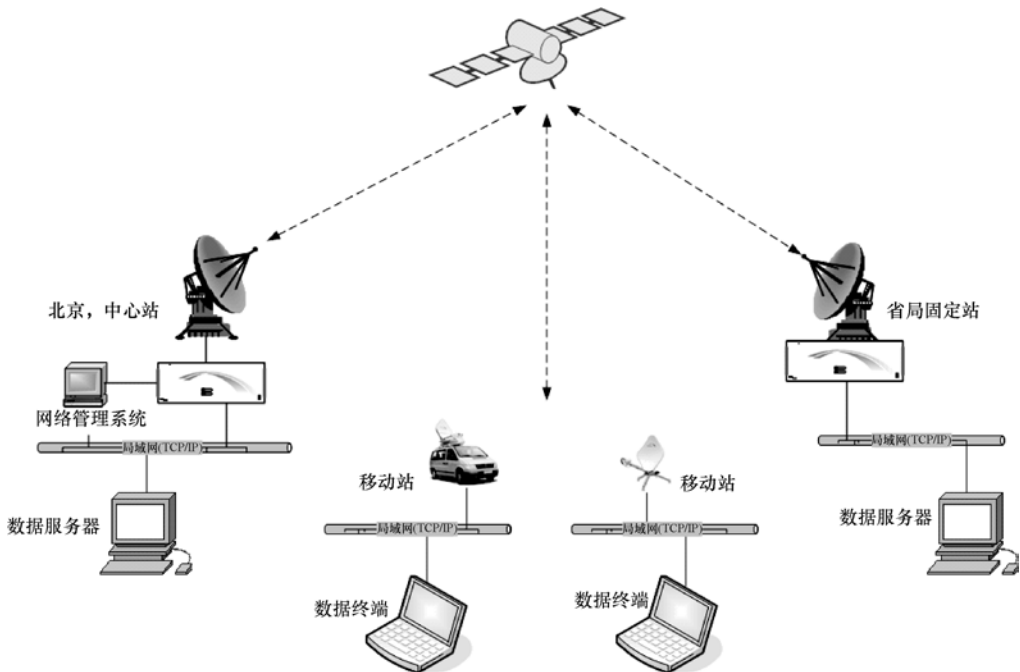 北京，中心站
网络管理系统
局域网(TCP/IP)
数据服务器
移动站
局域网(TCP/IP)
数据终端
移动站
局域网(TCP/IP)
数据终端
省局固定站
局域网(TCP/IP)
数据服务器